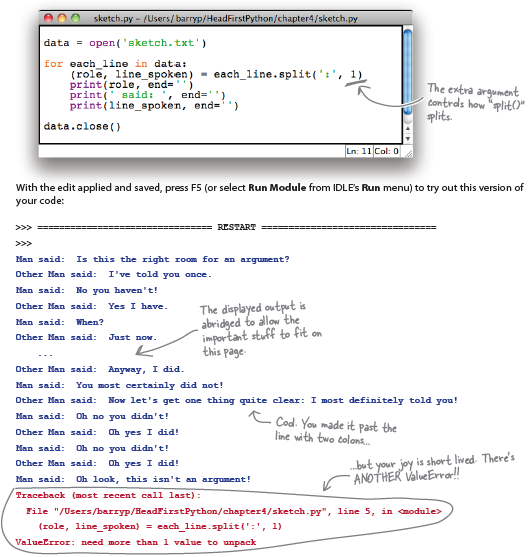 sketch.py - /Users/barryp/HeadFirstPython/chapter4/sketch.py
data = open('sketch.txt')
for each_line in data:
(role, line_spoken) = each_line.split(':', 1)
print(role, end='')
print(' said: ', end='')
print(line_spoken, end='')
data.close()
Ln: 11 Col: 0
The extra argument
controls how "split()"
splits.
With the edit applied and saved, press F5 (or select Run Module from IDLE's Run menu) to try out this version of
your code:
>>> ================================ RESTART ================================
>>>
Man said:  Is this the right room for an argument?
Other Man said:  I've told you once.
Man said:  No you haven't!
Other Man said:  Yes I have.
Man said:  When?
Other Man said:  Just now.
...
The displayed output is
abridged to allow the
important stuff to fit on
this page.
Other Man said:  Anyway, I did.
Man said:  You most certainly did not!
Other Man said:  Now let's get one thing quite clear: I most definitely told you!
Man said:  Oh no you didn't!
Other Man said:  Oh yes I did!
Man said:  Oh no you didn't!
Other Man said:  Oh yes I did!
Man said:  Oh look, this isn't an argument!
Cool. You made it past the
line with two colons...
...but your joy is short lived. There's
ANOTHER ValueError!!
Traceback (most recent call last):
File "/Users/barryp/HeadFirstPython/chapter4/sketch.py", line 5, in <module>
(role, line_spoken) = each_line.split(':', 1)
ValueError: need more than 1 value to unpack